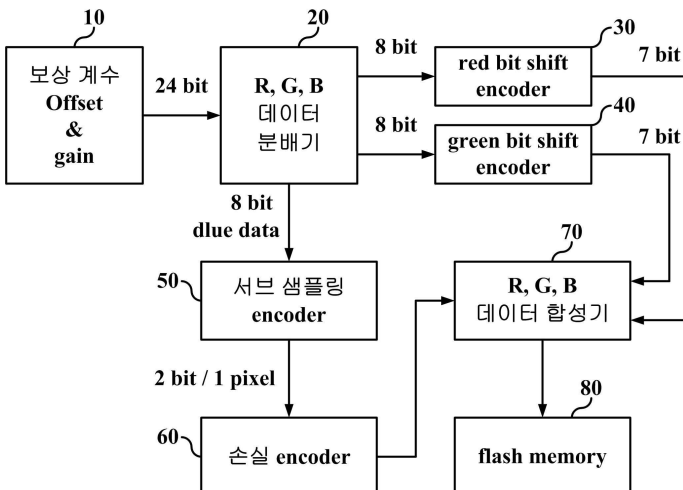 10
보상 계수
Offset
&
gain
24 bit
20
R, G, B
데이터
분배기
8 bit
30
red bit shift
encoder
7 bit
8 bit
40
green bit shift
encoder
7 bit
8 bit
dlue data
50
서브 샘플링
encoder
70
R, G, B
데이터 합성기
2 bit / 1 pixel
60
손실 encoder
80
flash memory